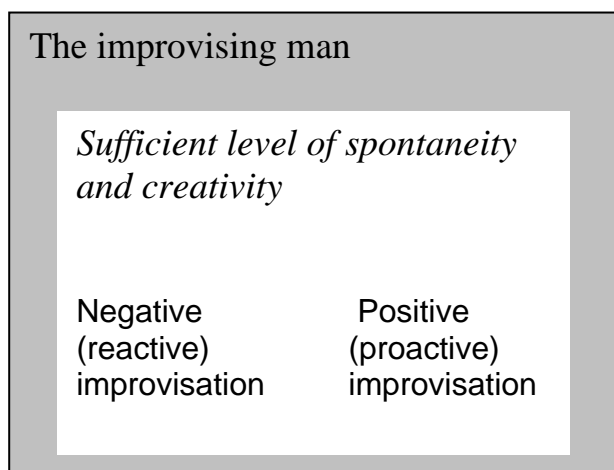 The improvising man
Sufficient level of spontaneity
and creativity
Negative
(reactive)
improvisation
Positive
(proactive)
improvisation